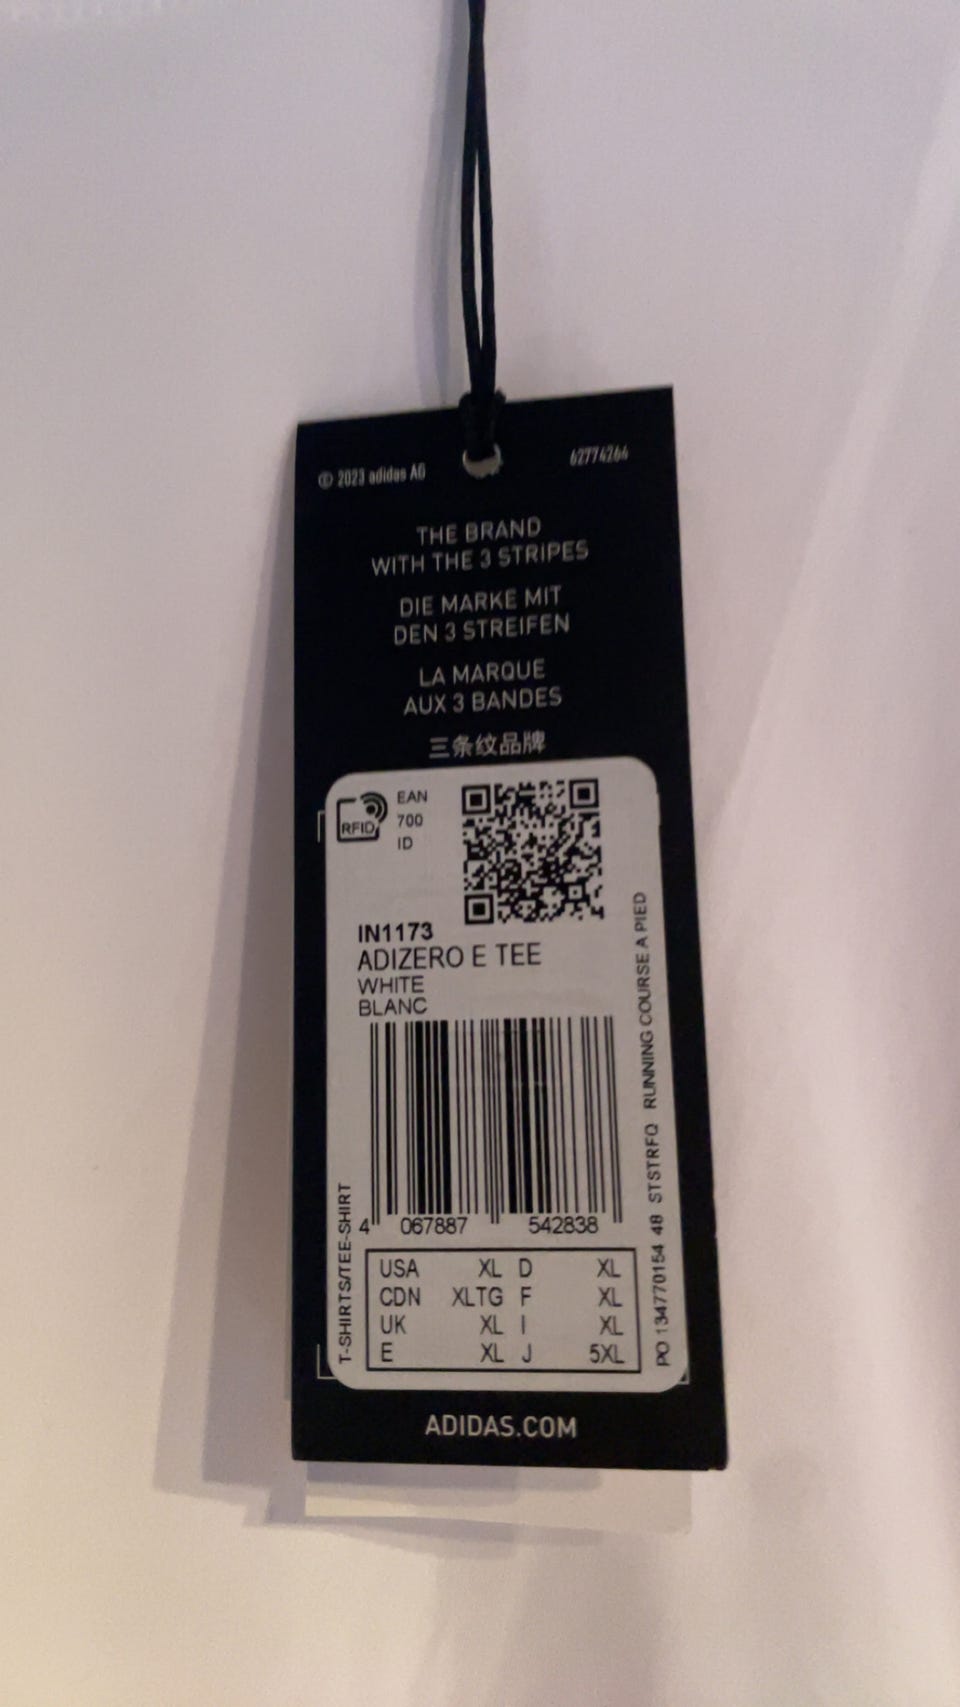 © 2023 adidas AG
62774264
THE BRAND
WITH THE 3 STRIPES
DIE MARKE MIT
DEN 3 STREIFEN
LA MARQUE
AUX 3 BANDES
三条纹品牌
RFID
EAN
700
ID
IN1173
ADIZERO E TEE
WHITE
BLANC
4 067887 542838
T-SHIRTS/TEE-SHIRT
PO 134770154 48 STSTRFQ RUNNING COURSE A PIED
USA XL D XL
CDN XLTG F XL
UK XL I XL
E XL J 5XL
ADIDAS.COM